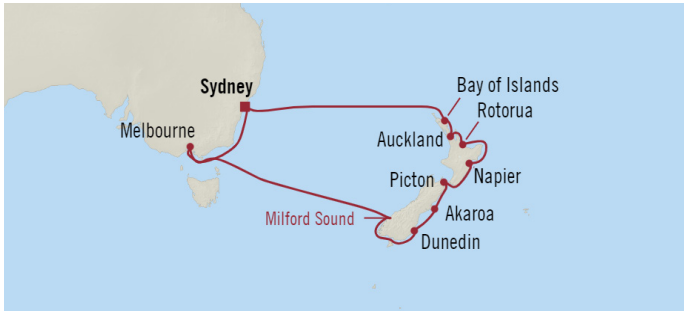 Bay of Islands
Sydney
Rotorua
Melbourne
Auckland
Napier
Picton
Milford Sound
Akaroa
Dunedin